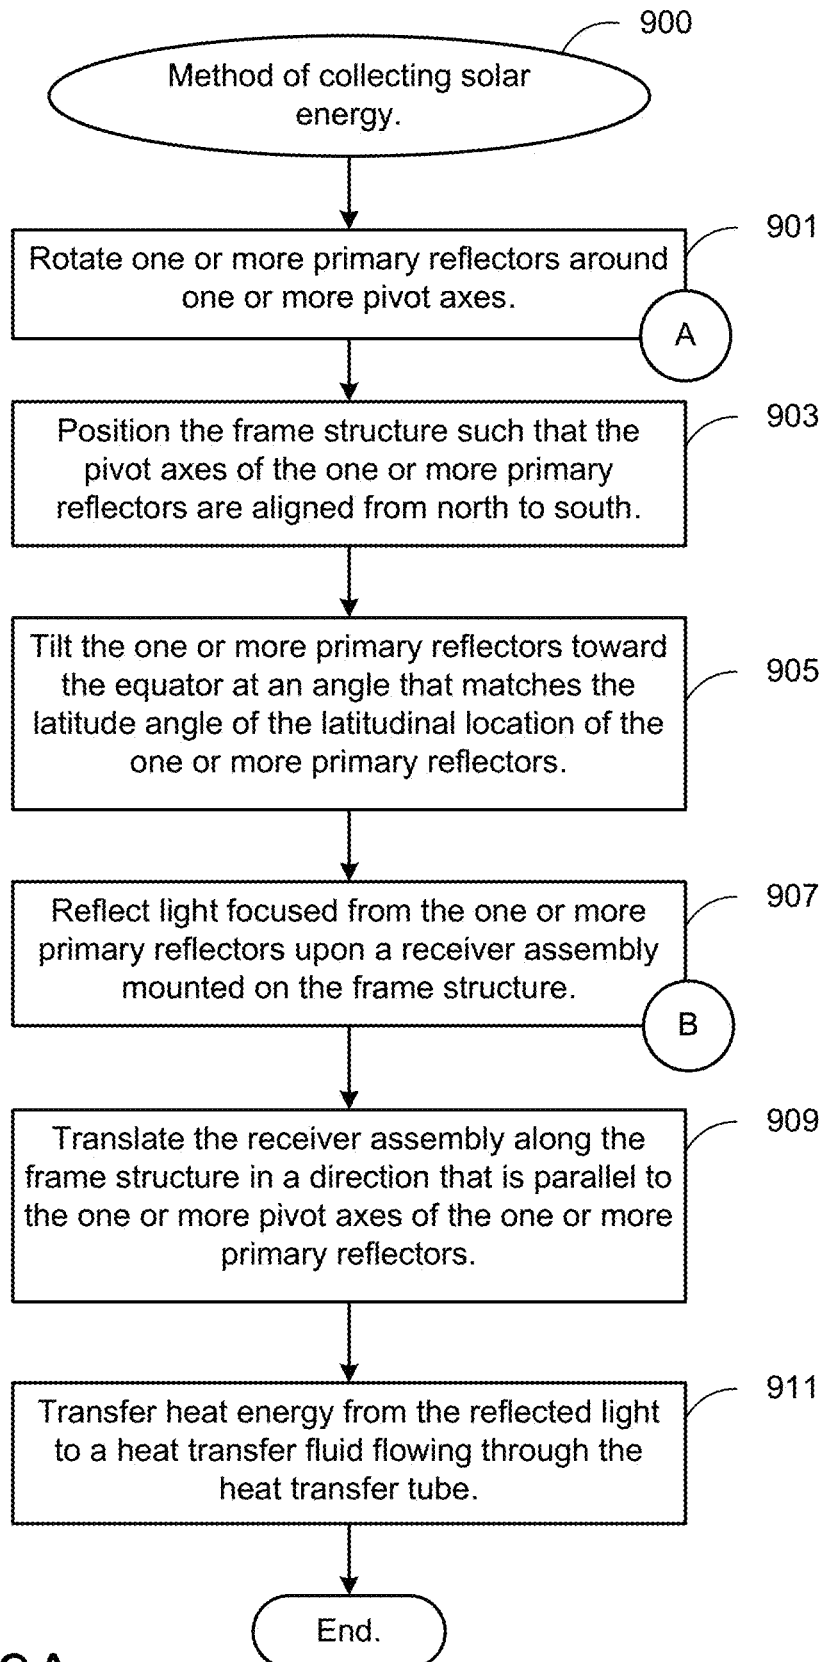 900
Method of collecting solar
energy.
901
Rotate one or more primary reflectors around
one or more pivot axes.
A
903
Position the frame structure such that the
pivot axes of the one or more primary
reflectors are aligned from north to south.
905
Tilt the one or more primary reflectors toward
the equator at an angle that matches the
latitude angle of the latitudinal location of the
one or more primary reflectors.
907
Reflect light focused from the one or more
primary reflectors upon a receiver assembly
mounted on the frame structure.
B
909
Translate the receiver assembly along the
frame structure in a direction that is parallel to
the one or more pivot axes of the one or more
primary reflectors.
911
Transfer heat energy from the reflected light
to a heat transfer fluid flowing through the
heat transfer tube.
End.